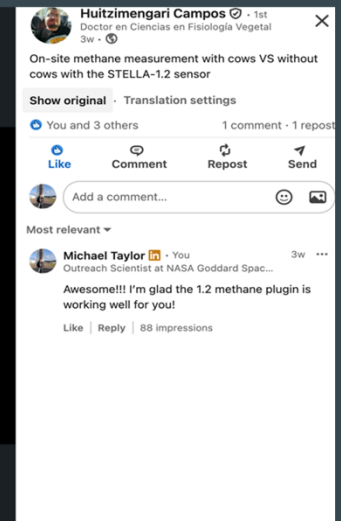 Huitzimengari Campos · 1st
Doctor en Ciencias en Fisiología Vegetal
3w ·
On-site methane measurement with cows VS without
cows with the STELLA-1.2 sensor
Show original · Translation settings
You and 3 others 1 comment · 1 repost
Like Comment Repost Send
Add a comment...
Most relevant
Michael Taylor in · You 3w
Outreach Scientist at NASA Goddard Spac...
Awesome!!! I'm glad the 1.2 methane plugin is
working well for you!
Like | Reply | 88 impressions